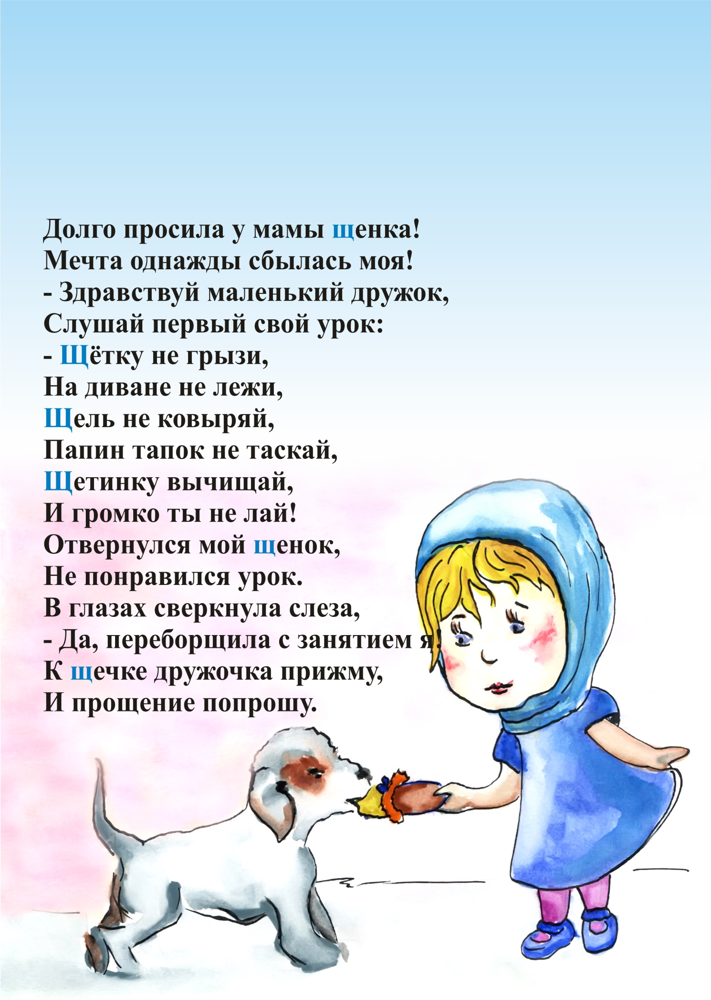 Долго просила у мамы щенка!
Мечта однажды сбылась моя!
- Здравствуй маленький дружок,
Слушай первый свой урок:
- Щётку не грызи,
На диване не лежи,
Щель не ковыряй,
Папин тапок не таскай,
Щетинку вычищай,
И громко ты не лай!
Отвернулся мой щенок,
Не понравился урок.
В глазах сверкнула слеза,
- Да, переборщила с занятием я!
К щечке дружочка прижму,
И прощение попрошу.